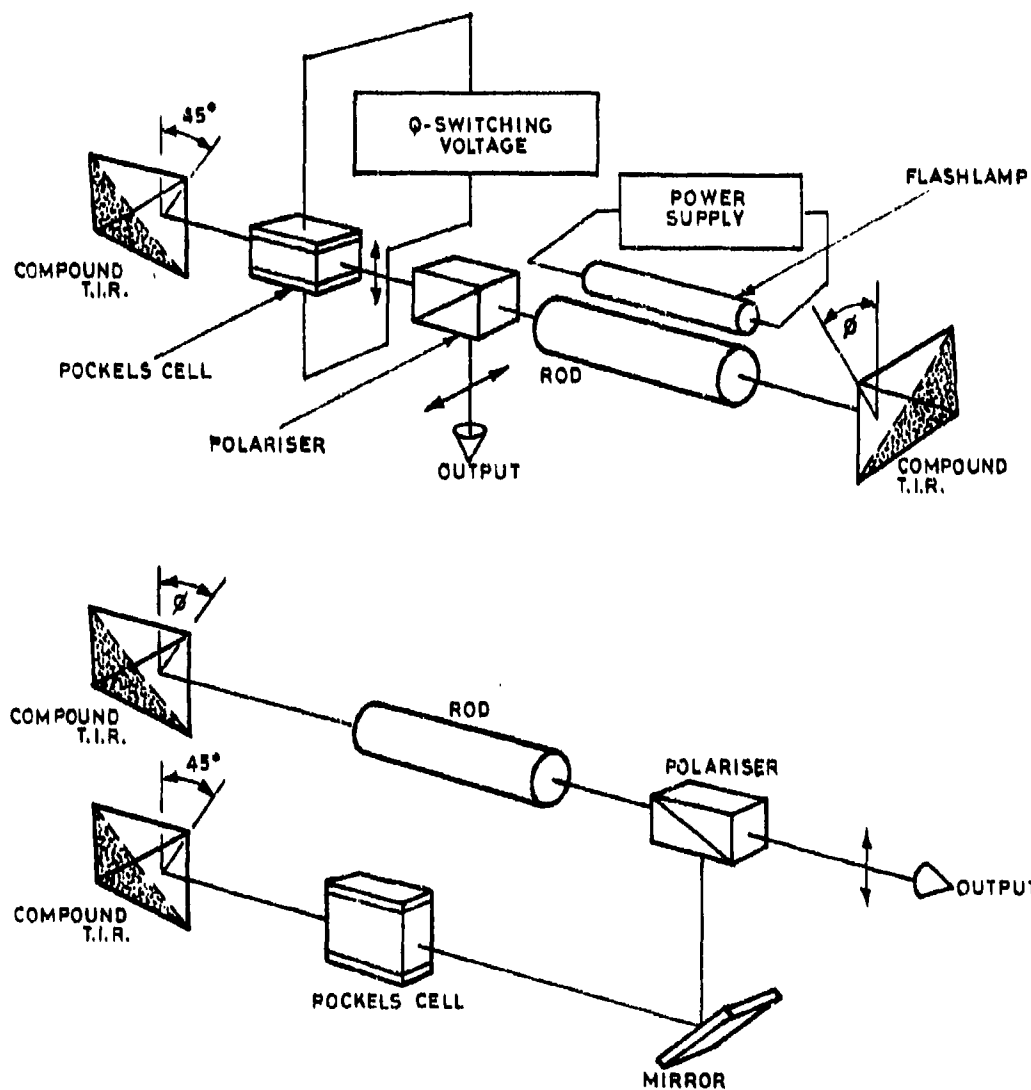 45°
Q-SWITCHING
VOLTAGE
FLASHLAMP
POWER
SUPPLY
COMPOUND
T.I.R.
ø
POCKELS CELL
ROD
POLARISER
OUTPUT
COMPOUND
T.I.R.
ø
COMPOUND
T.I.R.
ROD
45°
POLARISER
COMPOUND
T.I.R.
OUTPUT
POCKELS CELL
MIRROR